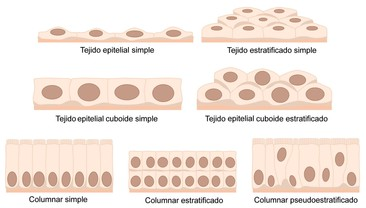 Tejido epitelial simple
Tejido estratificado simple
Tejido epitelial cuboide simple
Tejido epitelial cuboide estratificado
Columnar simple
Columnar estratificado
Columnar pseudoestratificado